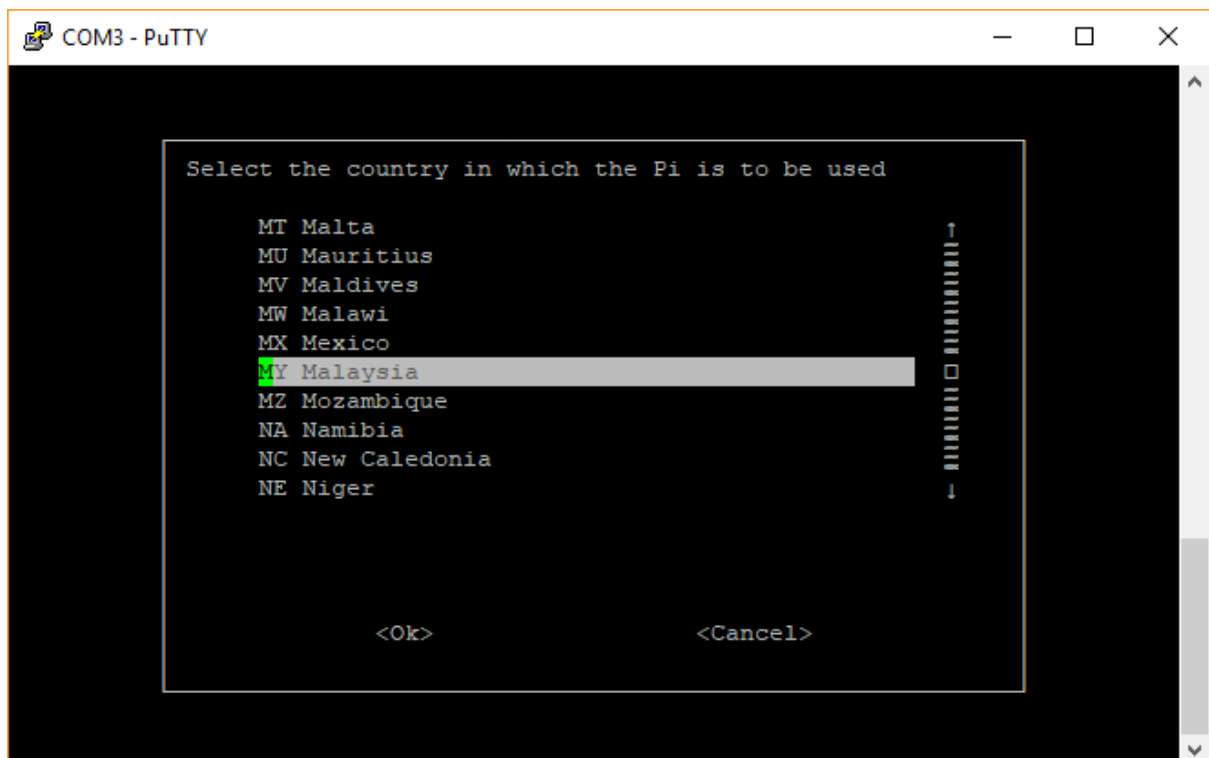 COM3 - PuTTY
Select the country in which the Pi is to be used
MT Malta
MU Mauritius
MV Maldives
MW Malawi
MX Mexico
MY Malaysia
MZ Mozambique
NA Namibia
NC New Caledonia
NE Niger
<Ok> <Cancel>